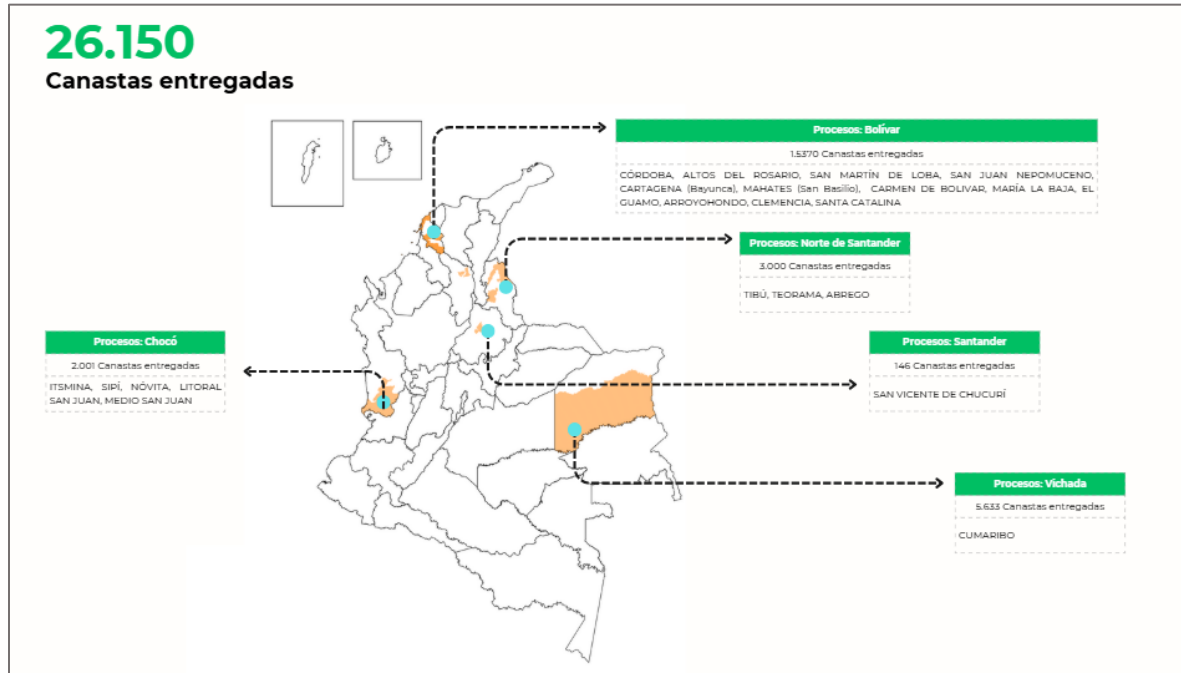 26.150
Canastas entregadas
Procesos: Bolívar
1.5370 Canastas entregadas
CÓRDOBA, ALTOS DEL ROSARIO, SAN MARTÍN DE LOBA, SAN JUAN NEPOMUCENO,
CARTAGENA (Bayunca), MAHATES (San Basilio), CARMEN DE BOLIVAR, MARÍA LA BAJA, EL
GUAMO, ARROYOHONDO, CLEMENCIA, SANTA CATALINA
Procesos: Norte de Santander
3.000 Canastas entregadas
TIBÚ, TEORAMA, ABREGO
Procesos: Chocó
2.001 Canastas entregadas
ITSMINA, SIPÍ, NÓVITA, LITORAL
SAN JUAN, MEDIO SAN JUAN
Procesos: Santander
146 Canastas entregadas
SAN VICENTE DE CHUCURÍ
Procesos: Vichada
5.633 Canastas entregadas
CUMARIBO